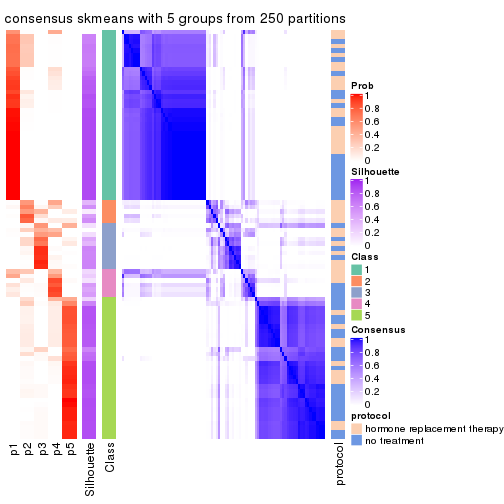 consensus skmeans with 5 groups from 250 partitions
Prob
1
0.8
0.6
0.4
0.2
0
Silhouette
1
0.8
0.6
0.4
0.2
0
Class
1
2
3
4
5
Consensus
1
0.8
0.6
0.4
0.2
0
protocol
hormone replacement therapy
no treatment
p1
p2
p3
p4
p5
Silhouette
Class
protocol